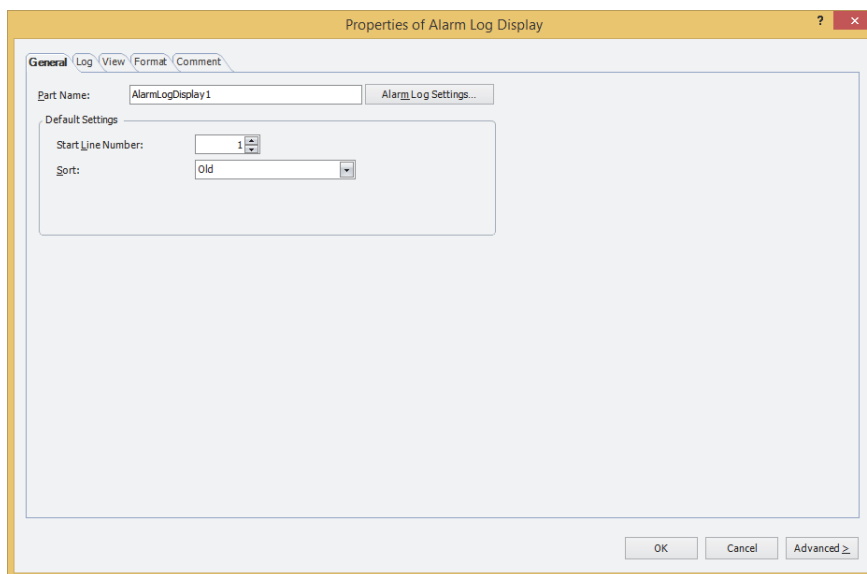 Properties of Alarm Log Display ? ×
General Log View Format Comment
Part Name: AlarmLogDisplay1 Alarm Log Settings...
Default Settings
Start Line Number: 1
Sort: Old
OK Cancel Advanced >